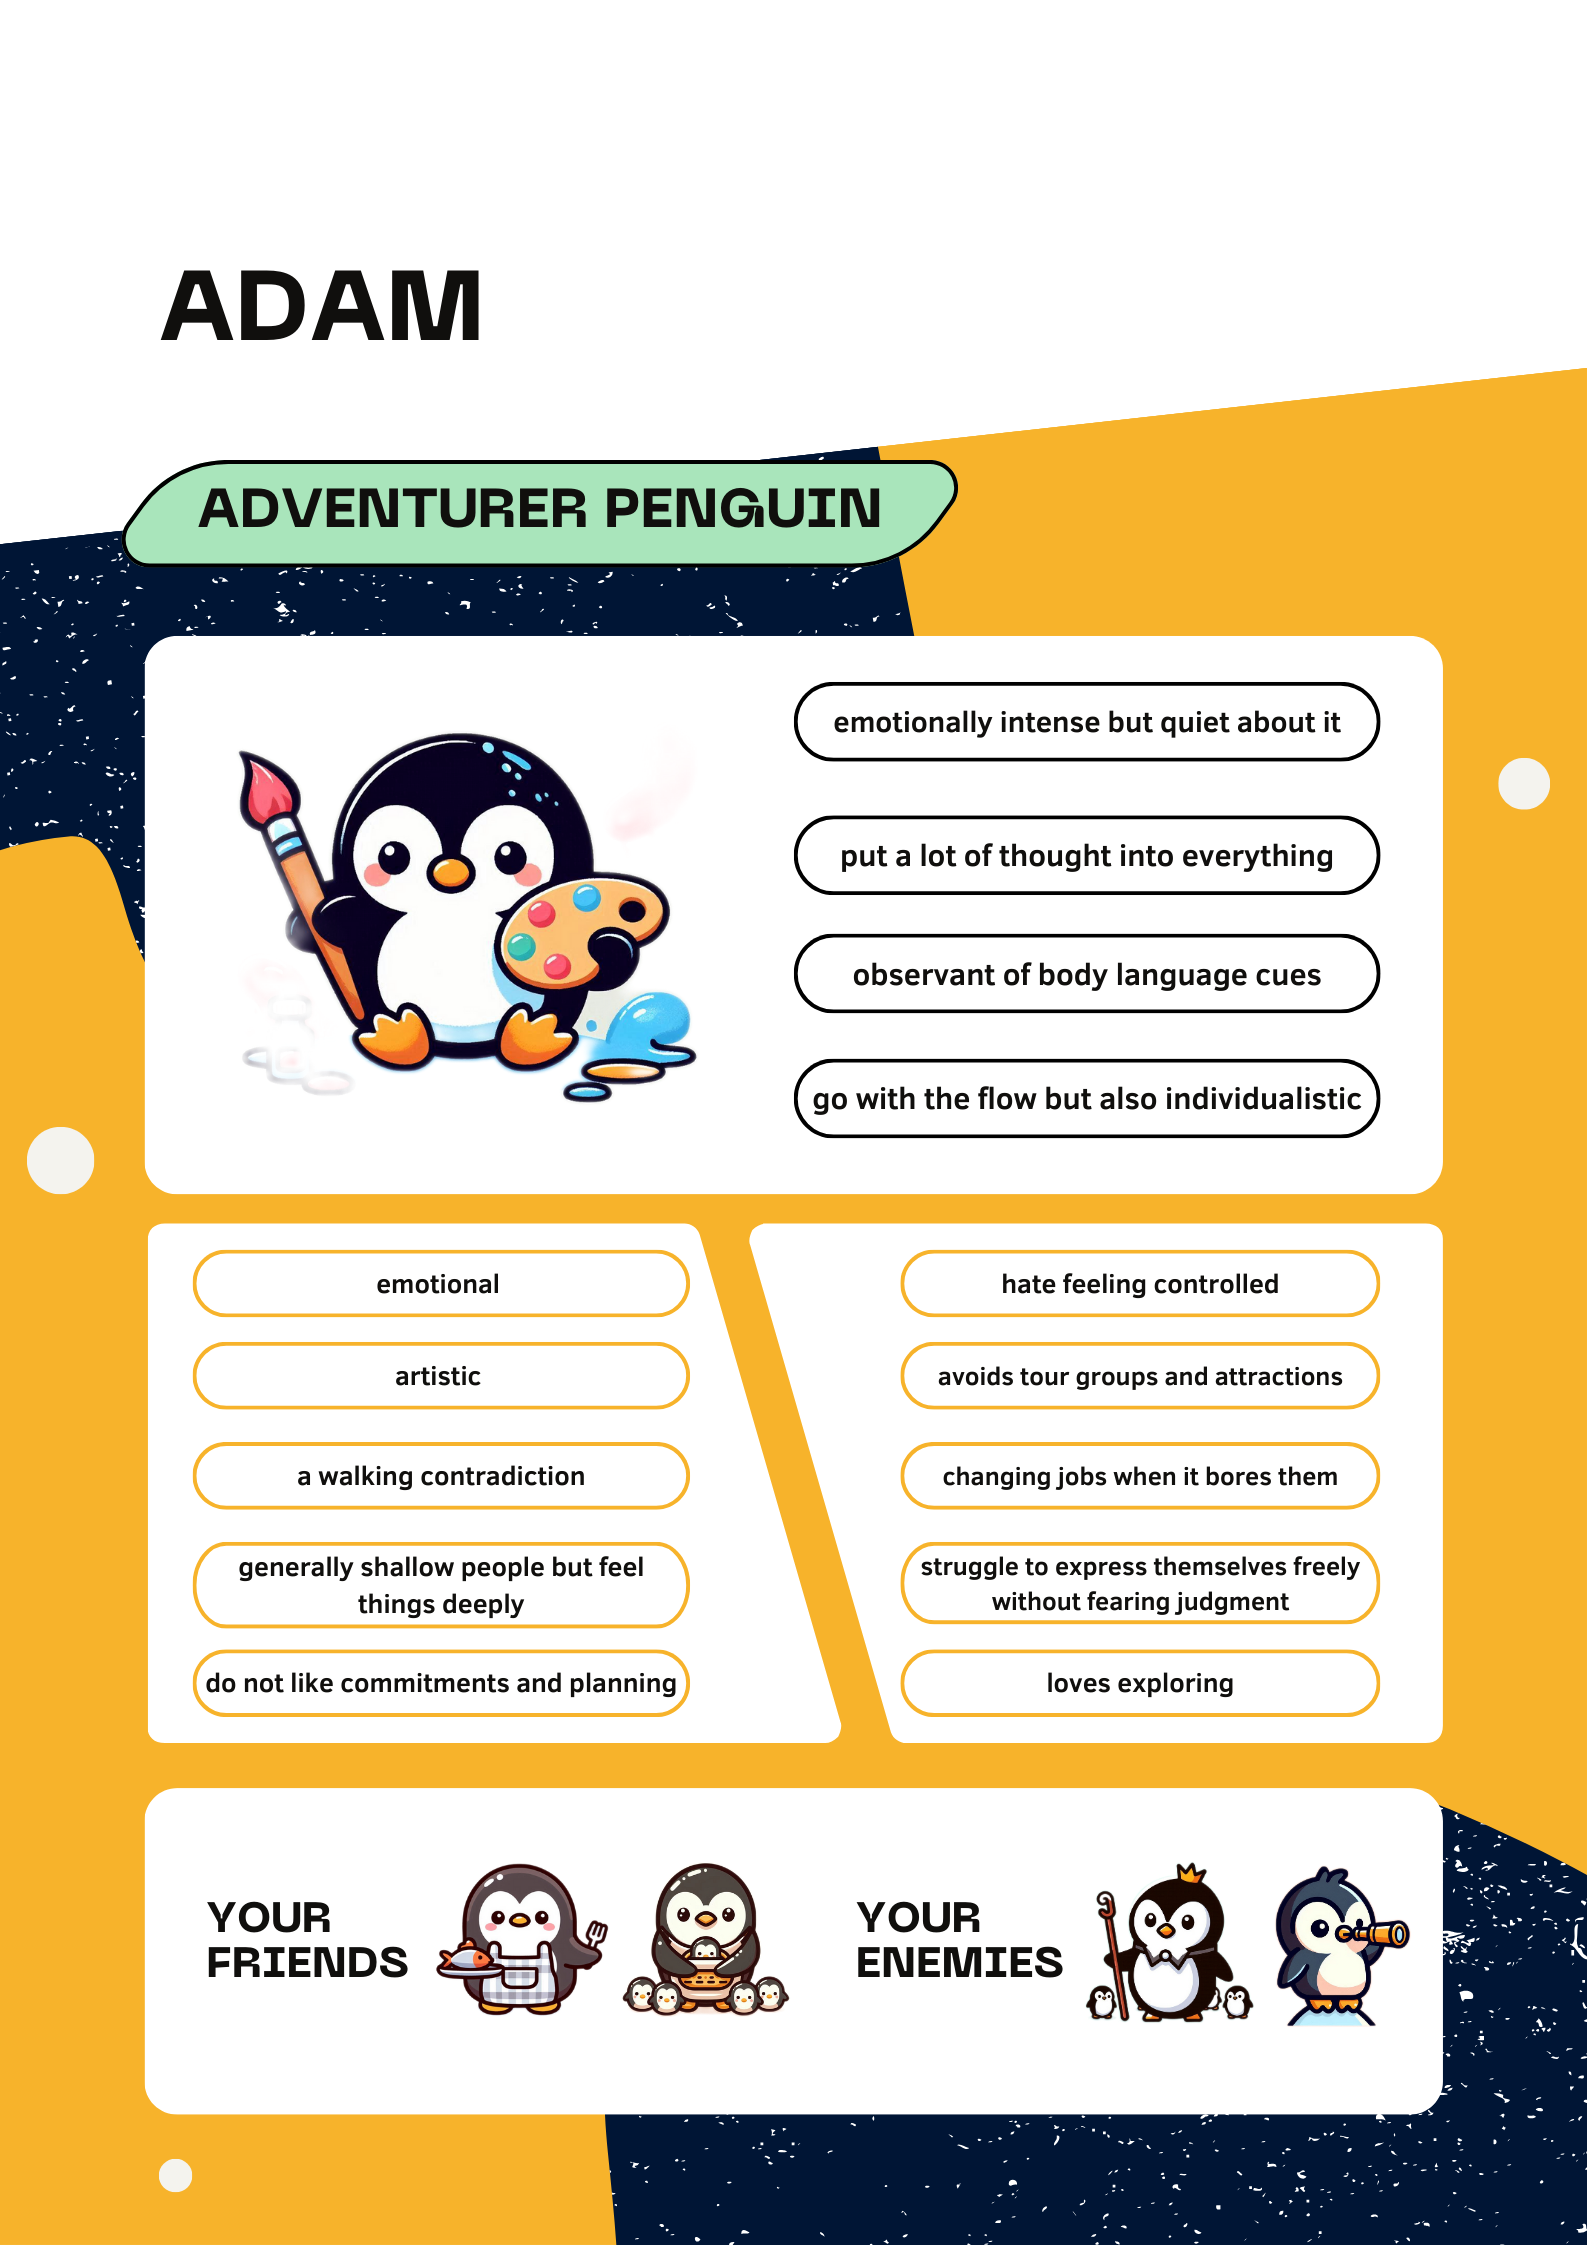 ADAM
ADVENTURER PENGUIN
emotionally intense but quiet about it
put a lot of thought into everything
observant of body language cues
go with the flow but also individualistic
emotional
artistic
a walking contradiction
generally shallow people but feel
things deeply
do not like commitments and planning
hate feeling controlled
avoids tour groups and attractions
changing jobs when it bores them
struggle to express themselves freely
without fearing judgment
loves exploring
YOUR
FRIENDS
YOUR
ENEMIES